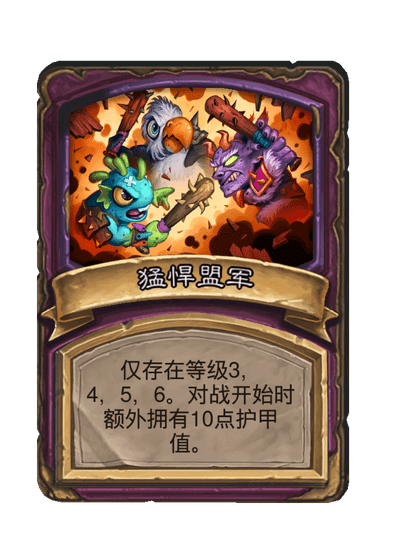 猛悍盟军
仅存在等级3，
4，5，6。对战开始时
额外拥有10点护甲
值。